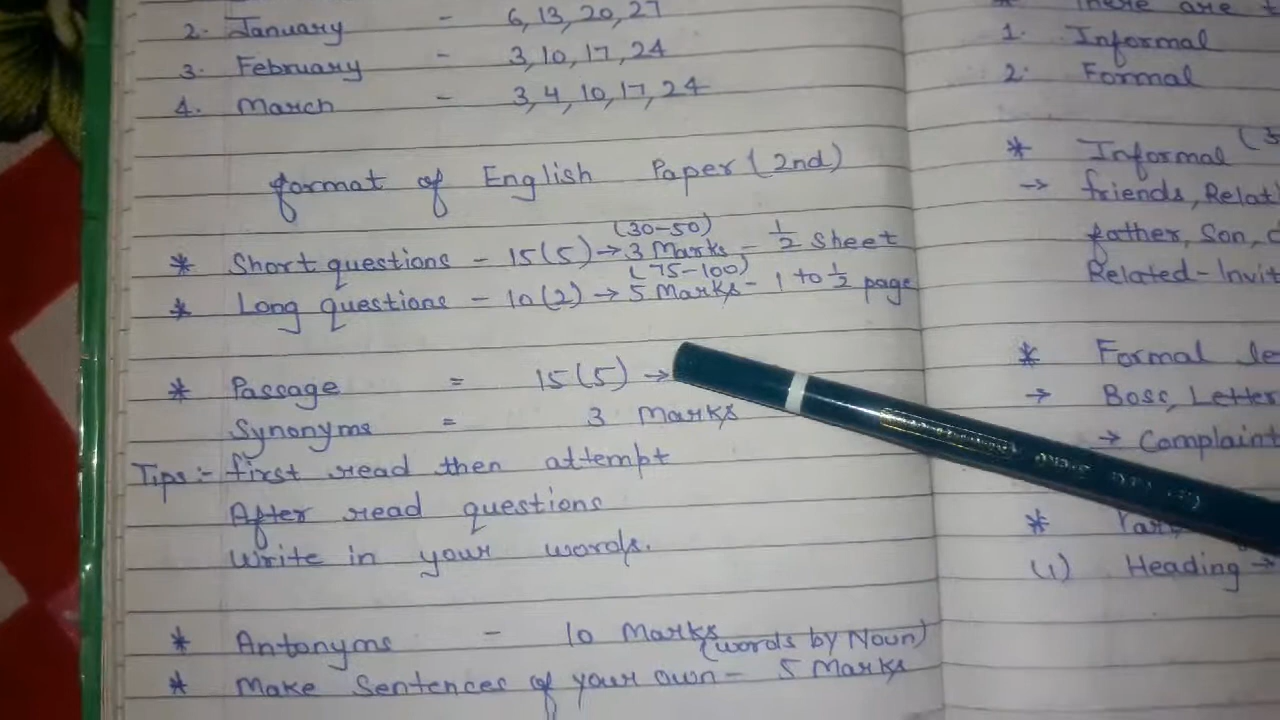 2. January - 6, 13, 20, 27
3. February - 3, 10, 17, 24
4. March - 3, 4, 10, 17, 24
format of English Paper (2nd)
(30-50)
* Short questions - 15(5) → 3 Marks - 1/2 Sheet
(75-100)
* Long questions - 10(2) → 5 Marks - 1 to 1/2 page
* Passage = 15(5) →
Synonyms = 3 Marks
Tips :- first read then attempt
After read questions
Write in your words.
* Antonyms - 10 Marks
(words by Noun)
* Make Sentences of your own - 5 Marks
There are
1. Informal
2. Formal
* Informal
→ friends,
father, Son,
Related-
* Formal
→ Boss, Letter
→ Complaint
*
(1) Heading →